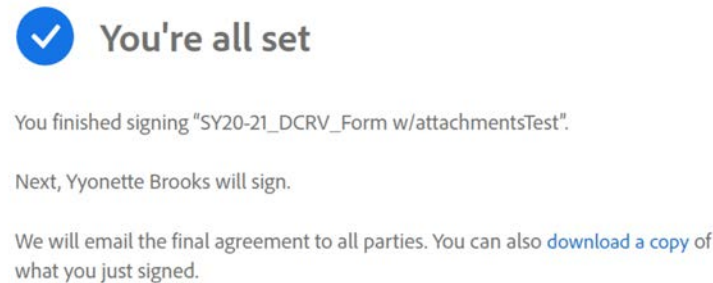 You're all set
You finished signing "SY20-21_DCRV_Form w/attachmentsTest".
Next, Yyonette Brooks will sign.
We will email the final agreement to all parties. You can also download a copy of
what you just signed.